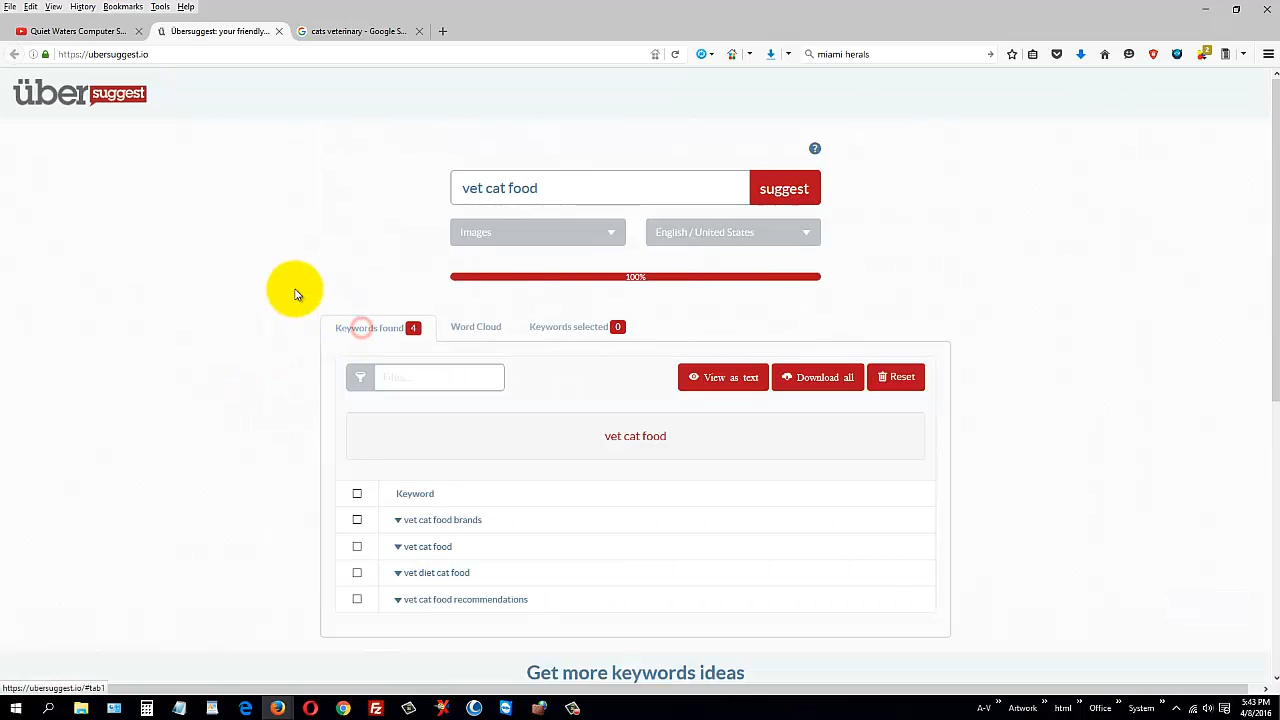 File Edit View History Bookmarks Tools Help
Quiet Waters Computer S... Übersuggest: your friendly... cats veterinary - Google S...
https://ubersuggest.io miami herals 2
über suggest
?
vet cat food suggest
Images English / United States
100%
Keywords found 4 Word Cloud Keywords selected 0
Filter... View as text Download all Reset
vet cat food
Keyword
vet cat food brands
vet cat food
vet diet cat food
vet cat food recommendations
Get more keywords ideas
https://ubersuggest.io/#tab1
A-V Artwork html Office System 5:43 PM
4/8/2016